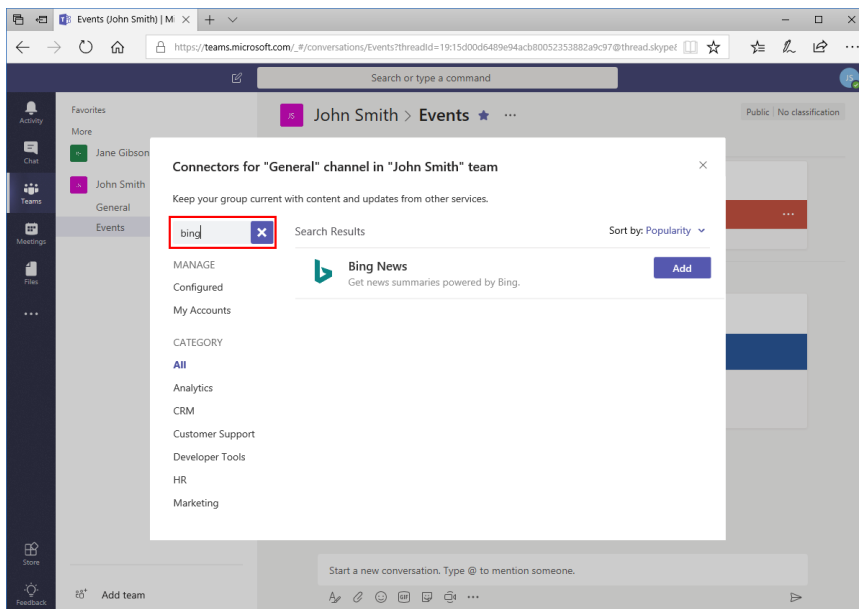 Events (John Smith) | Mi
https://teams.microsoft.com/_#/conversations/Events?threadId=19:15d00d6489e94acb80052353882a9c97@thread.skype&
Search or type a command
JS
Activity
Chat
Teams
Meetings
Files
Store
Feedback
Favorites
More
Jane Gibson
John Smith
General
Events
Add team
JS
John Smith > Events
Public | No classification
Connectors for "General" channel in "John Smith" team
Keep your group current with content and updates from other services.
bing
Search Results
Sort by: Popularity
MANAGE
Configured
My Accounts
CATEGORY
All
Analytics
CRM
Customer Support
Developer Tools
HR
Marketing
Bing News
Get news summaries powered by Bing.
Add
Start a new conversation. Type @ to mention someone.
GIF